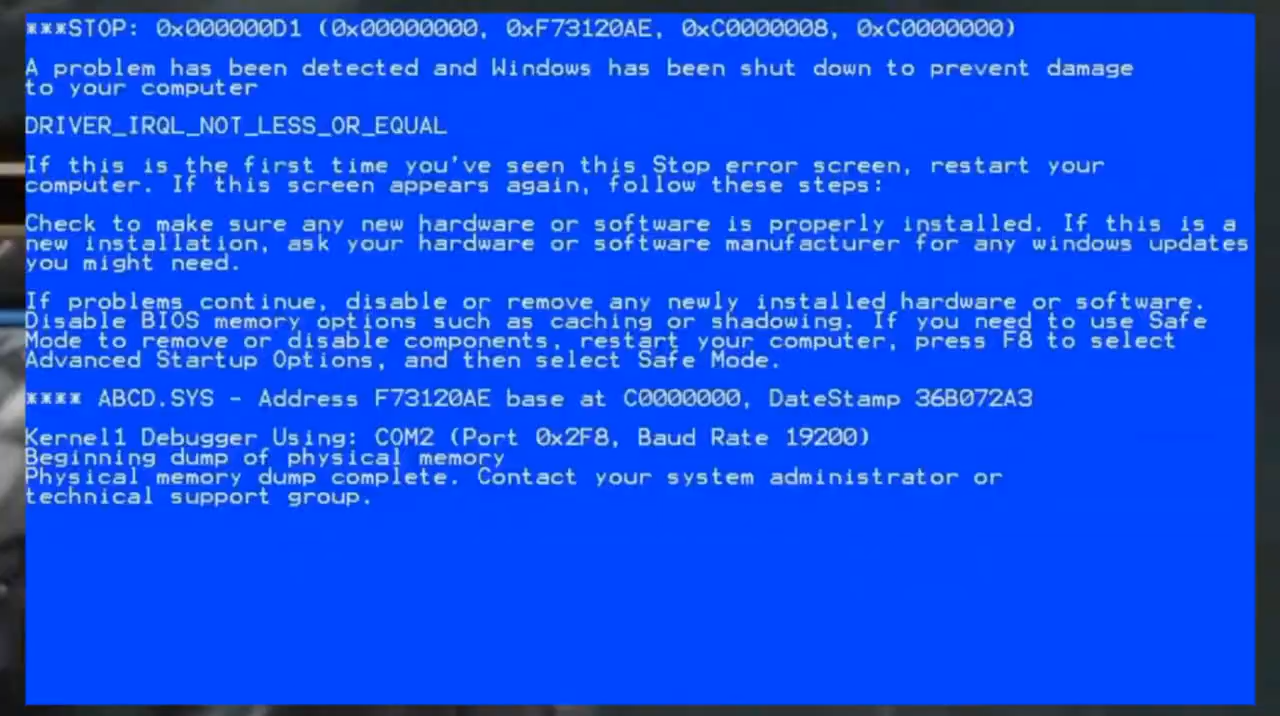 ***STOP: 0x000000D1 (0x00000000, 0xF73120AE, 0xC0000008, 0xC0000000)
A problem has been detected and Windows has been shut down to prevent damage
to your computer
DRIVER_IRQL_NOT_LESS_OR_EQUAL
If this is the first time you've seen this Stop error screen, restart your
computer. If this screen appears again, follow these steps:
Check to make sure any new hardware or software is properly installed. If this is a
new installation, ask your hardware or software manufacturer for any windows updates
you might need.
If problems continue, disable or remove any newly installed hardware or software.
Disable BIOS memory options such as caching or shadowing. If you need to use Safe
Mode to remove or disable components, restart your computer, press F8 to select
Advanced Startup Options, and then select Safe Mode.
**** ABCD.SYS - Address F73120AE base at C0000000, DateStamp 36B072A3
Kernel1 Debugger Using: COM2 (Port 0x2F8, Baud Rate 19200)
Beginning dump of physical memory
Physical memory dump complete. Contact your system administrator or
technical support group.